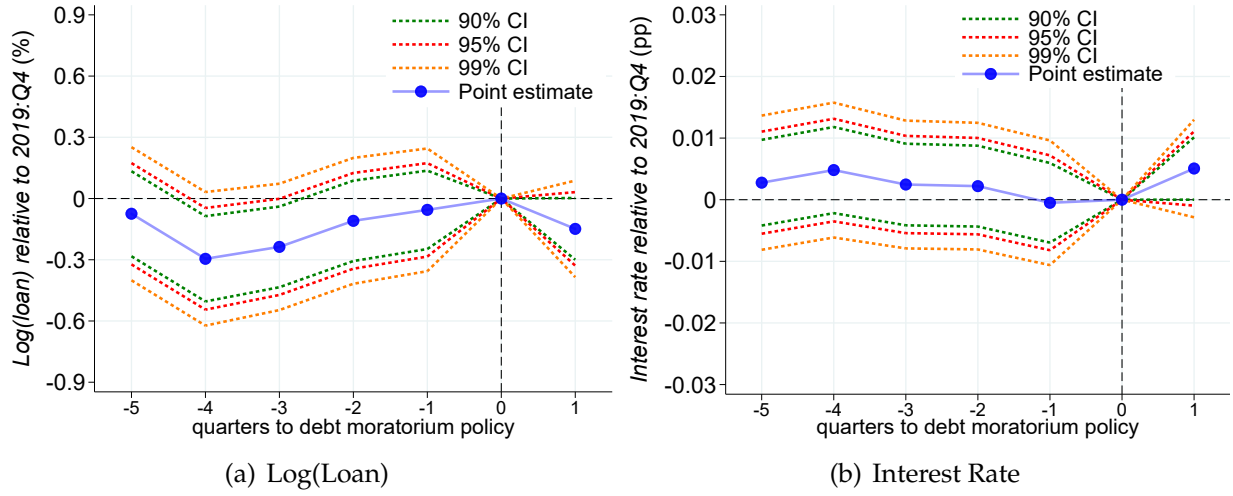 Log(loan) relative to 2019:Q4 (%)
0.9
0.6
0.3
0
-0.3
-0.6
-0.9
90% CI
95% CI
99% CI
Point estimate
-5 -4 -3 -2 -1 0 1
quarters to debt moratorium policy
(a) Log(Loan)
Interest rate relative to 2019:Q4 (pp)
0.03
0.02
0.01
0
-0.01
-0.02
-0.03
90% CI
95% CI
99% CI
Point estimate
-5 -4 -3 -2 -1 0 1
quarters to debt moratorium policy
(b) Interest Rate